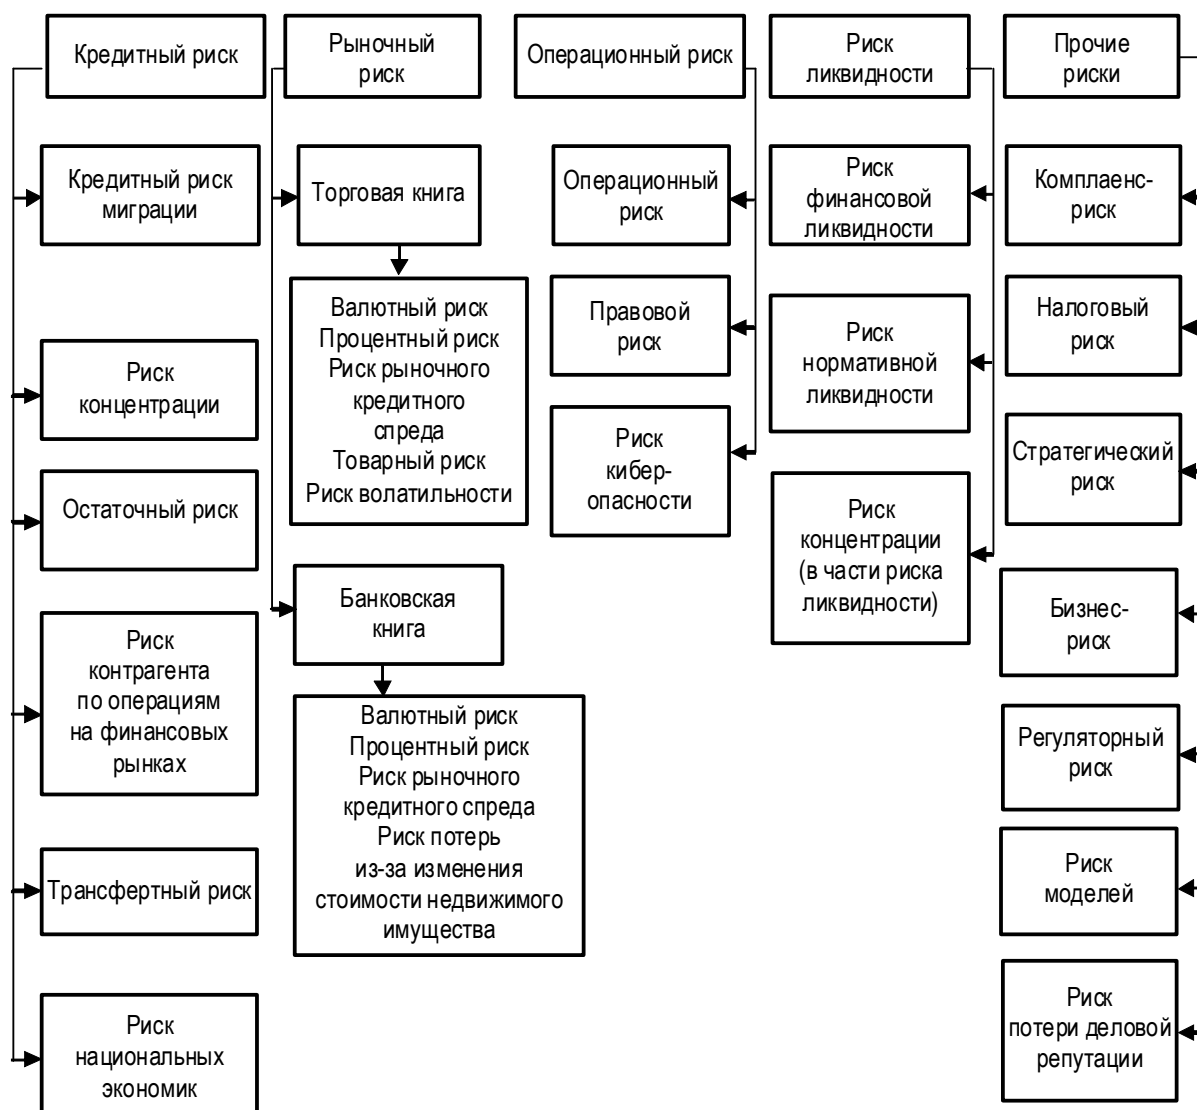 Кредитный риск
Рыночный
риск
Операционный риск
Риск
ликвидности
Прочие
риски
Кредитный риск
миграции
Риск
концентрации
Остаточный риск
Риск
контрагента
по операциям
на финансовых
рынках
Трансфертный риск
Риск
национальных
экономик
Торговая книга
Валютный риск
Процентный риск
Риск рыночного
кредитного
спреда
Товарный риск
Риск волатильности
Банковская
книга
Валютный риск
Процентный риск
Риск рыночного
кредитного спреда
Риск потерь
из-за изменения
стоимости недвижимого
имущества
Операционный
риск
Правовой
риск
Риск
кибер-
опасности
Риск
финансовой
ликвидности
Риск
нормативной
ликвидности
Риск
концентрации
(в части риска
ликвидности)
Комплаенс-
риск
Налоговый
риск
Стратегический
риск
Бизнес-
риск
Регуляторный
риск
Риск
моделей
Риск
потери деловой
репутации